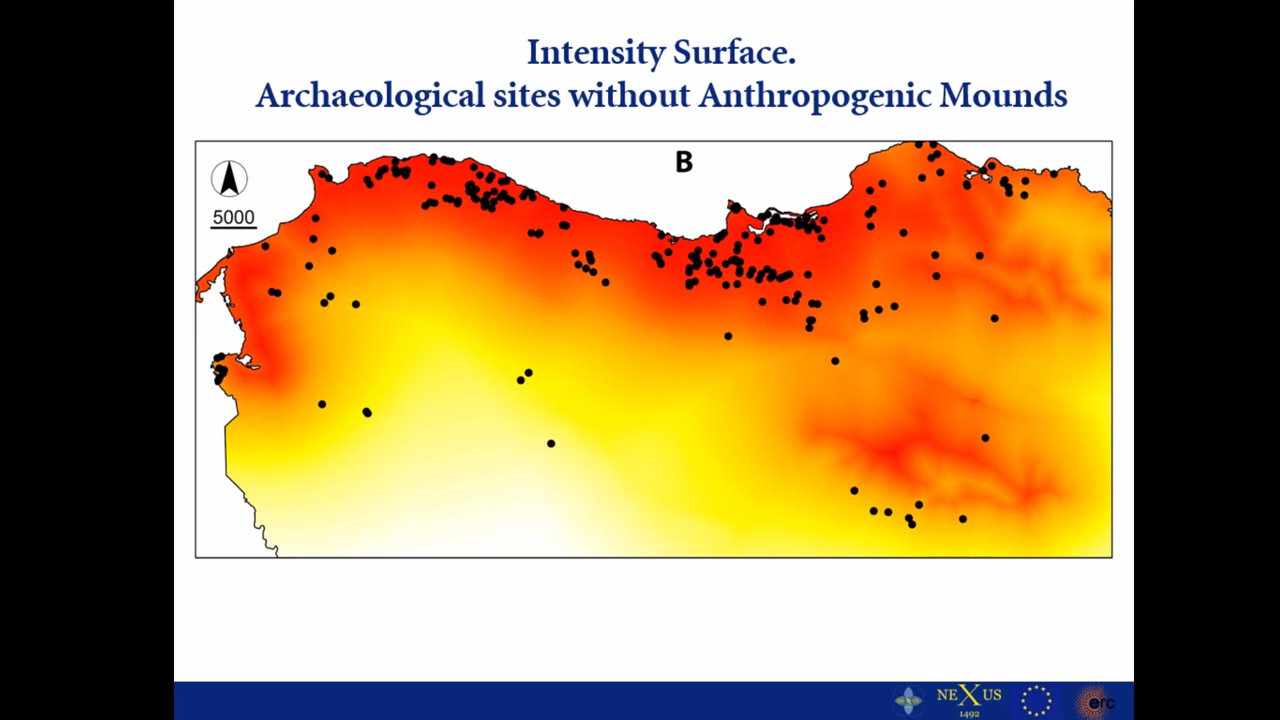 Intensity Surface.
Archaeological sites without Anthropogenic Mounds
B
5000
NEXUS
1492
erc